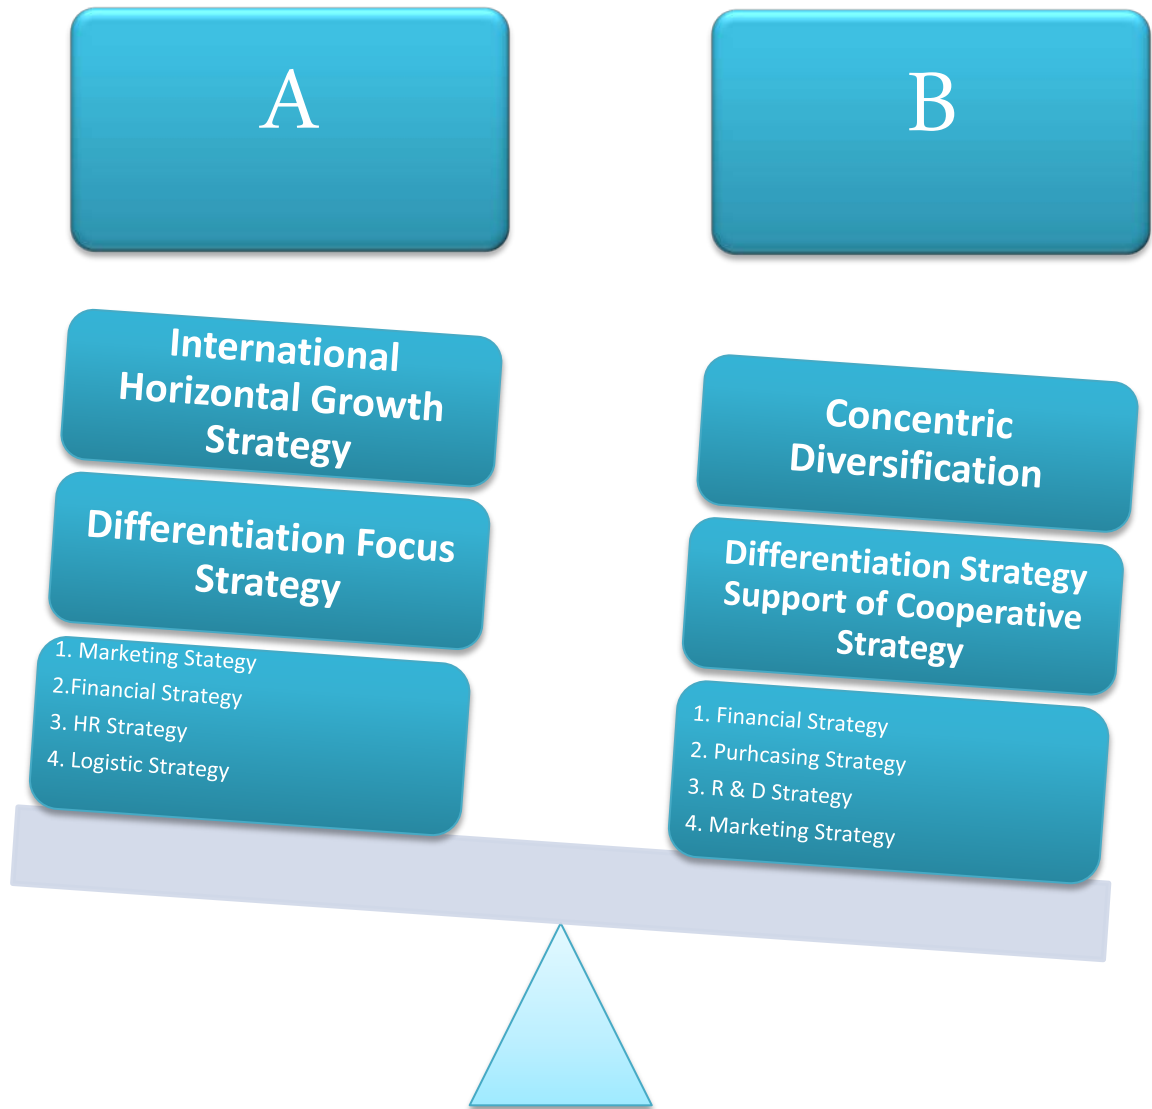 A
B
International
Horizontal Growth
Strategy
Differentiation Focus
Strategy
1. Marketing Stategy
2.Financial Strategy
3. HR Strategy
4. Logistic Strategy
Concentric
Diversification
Differentiation Strategy
Support of Cooperative
Strategy
1. Financial Strategy
2. Purhcasing Strategy
3. R & D Strategy
4. Marketing Strategy